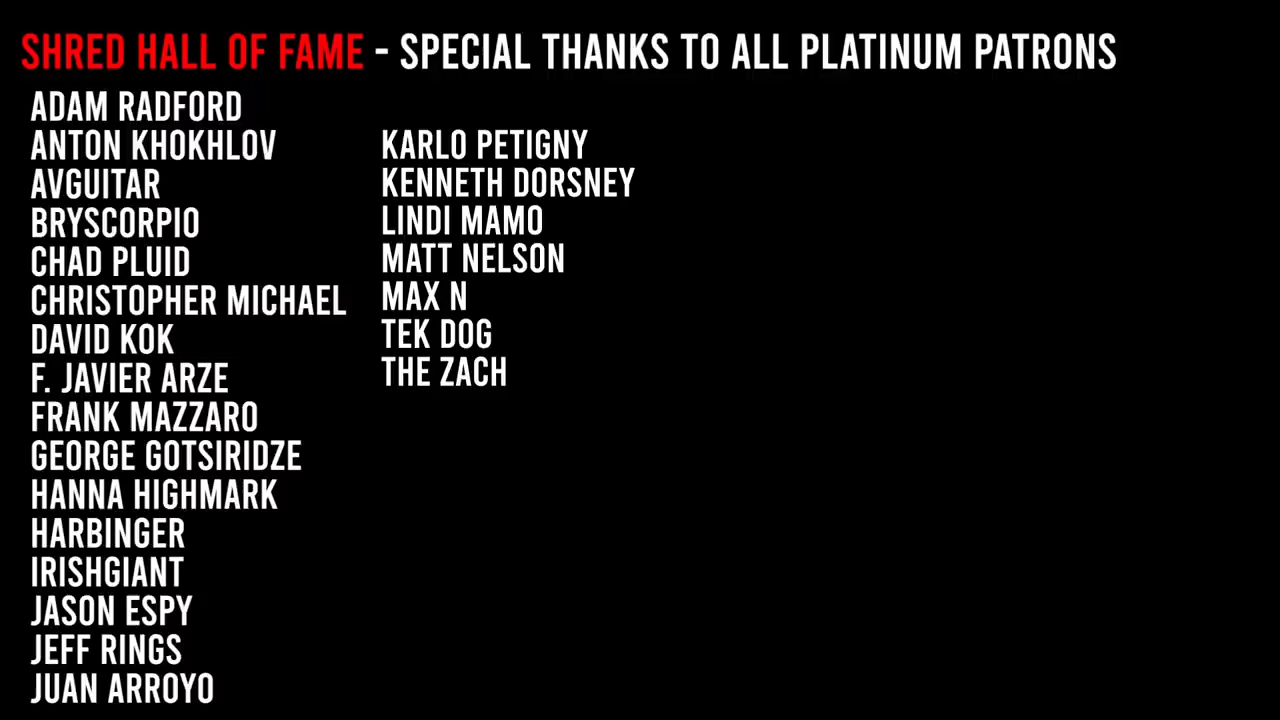 SHRED HALL OF FAME - SPECIAL THANKS TO ALL PLATINUM PATRONS
ADAM RADFORD
ANTON KHOKHLOV
AVGUITAR
BRYSCORPIO
CHAD PLUID
CHRISTOPHER MICHAEL
DAVID KOK
F. JAVIER ARZE
FRANK MAZZARO
GEORGE GOTSIRIDZE
HANNA HIGHMARK
HARBINGER
IRISHGIANT
JASON ESPY
JEFF RINGS
JUAN ARROYO
KARLO PETIGNY
KENNETH DORSNEY
LINDI MAMO
MATT NELSON
MAX N
TEK DOG
THE ZACH